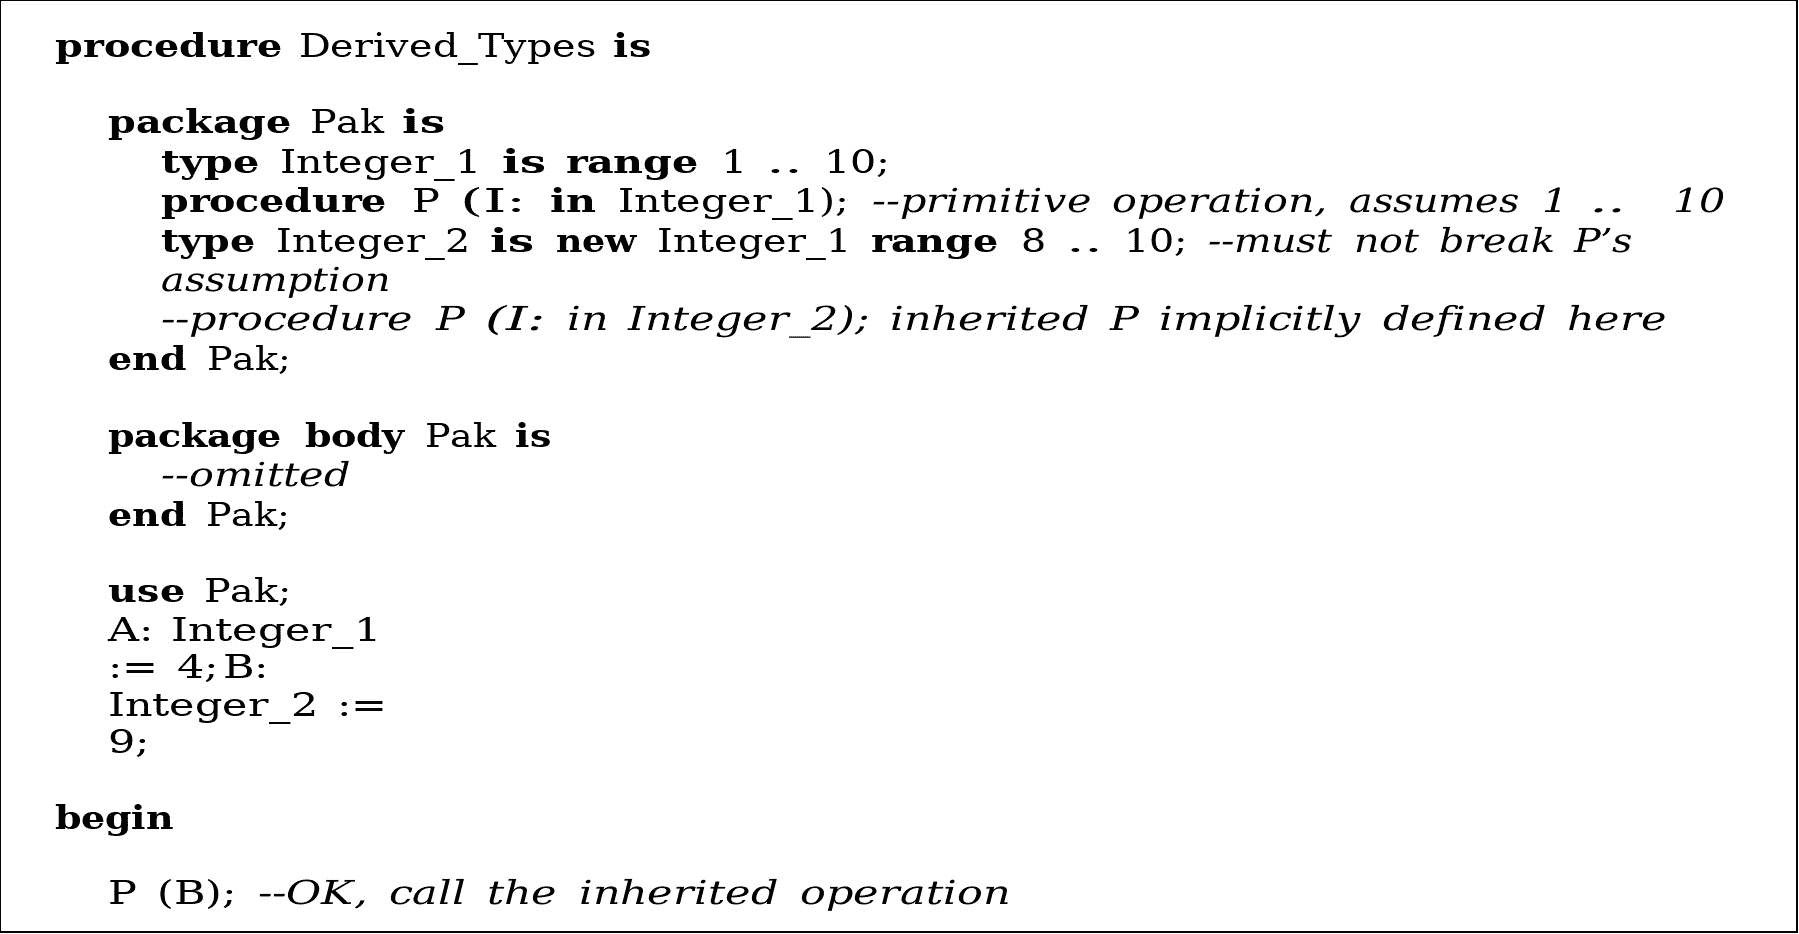 procedure Derived_Types is
package Pak is
type Integer_1 is range 1 .. 10;
procedure P (I: in Integer_1); --primitive operation, assumes 1 .. 10
type Integer_2 is new Integer_1 range 8 .. 10; --must not break P’s
assumption
--procedure P (I: in Integer_2); inherited P implicitly defined here
end Pak;
package body Pak is
--omitted
end Pak;
use Pak;
A: Integer_1
:= 4; B:
Integer_2 :=
9;
begin
P (B); --OK, call the inherited operation